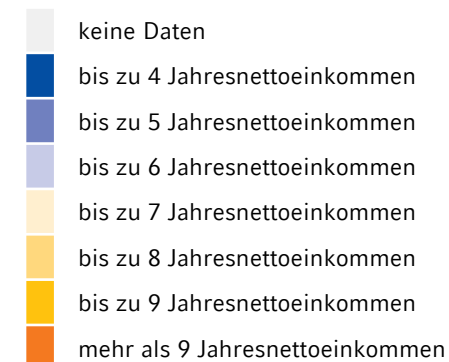 keine Daten
bis zu 4 Jahresnettoeinkommen
bis zu 5 Jahresnettoeinkommen
bis zu 6 Jahresnettoeinkommen
bis zu 7 Jahresnettoeinkommen
bis zu 8 Jahresnettoeinkommen
bis zu 9 Jahresnettoeinkommen
mehr als 9 Jahresnettoeinkommen